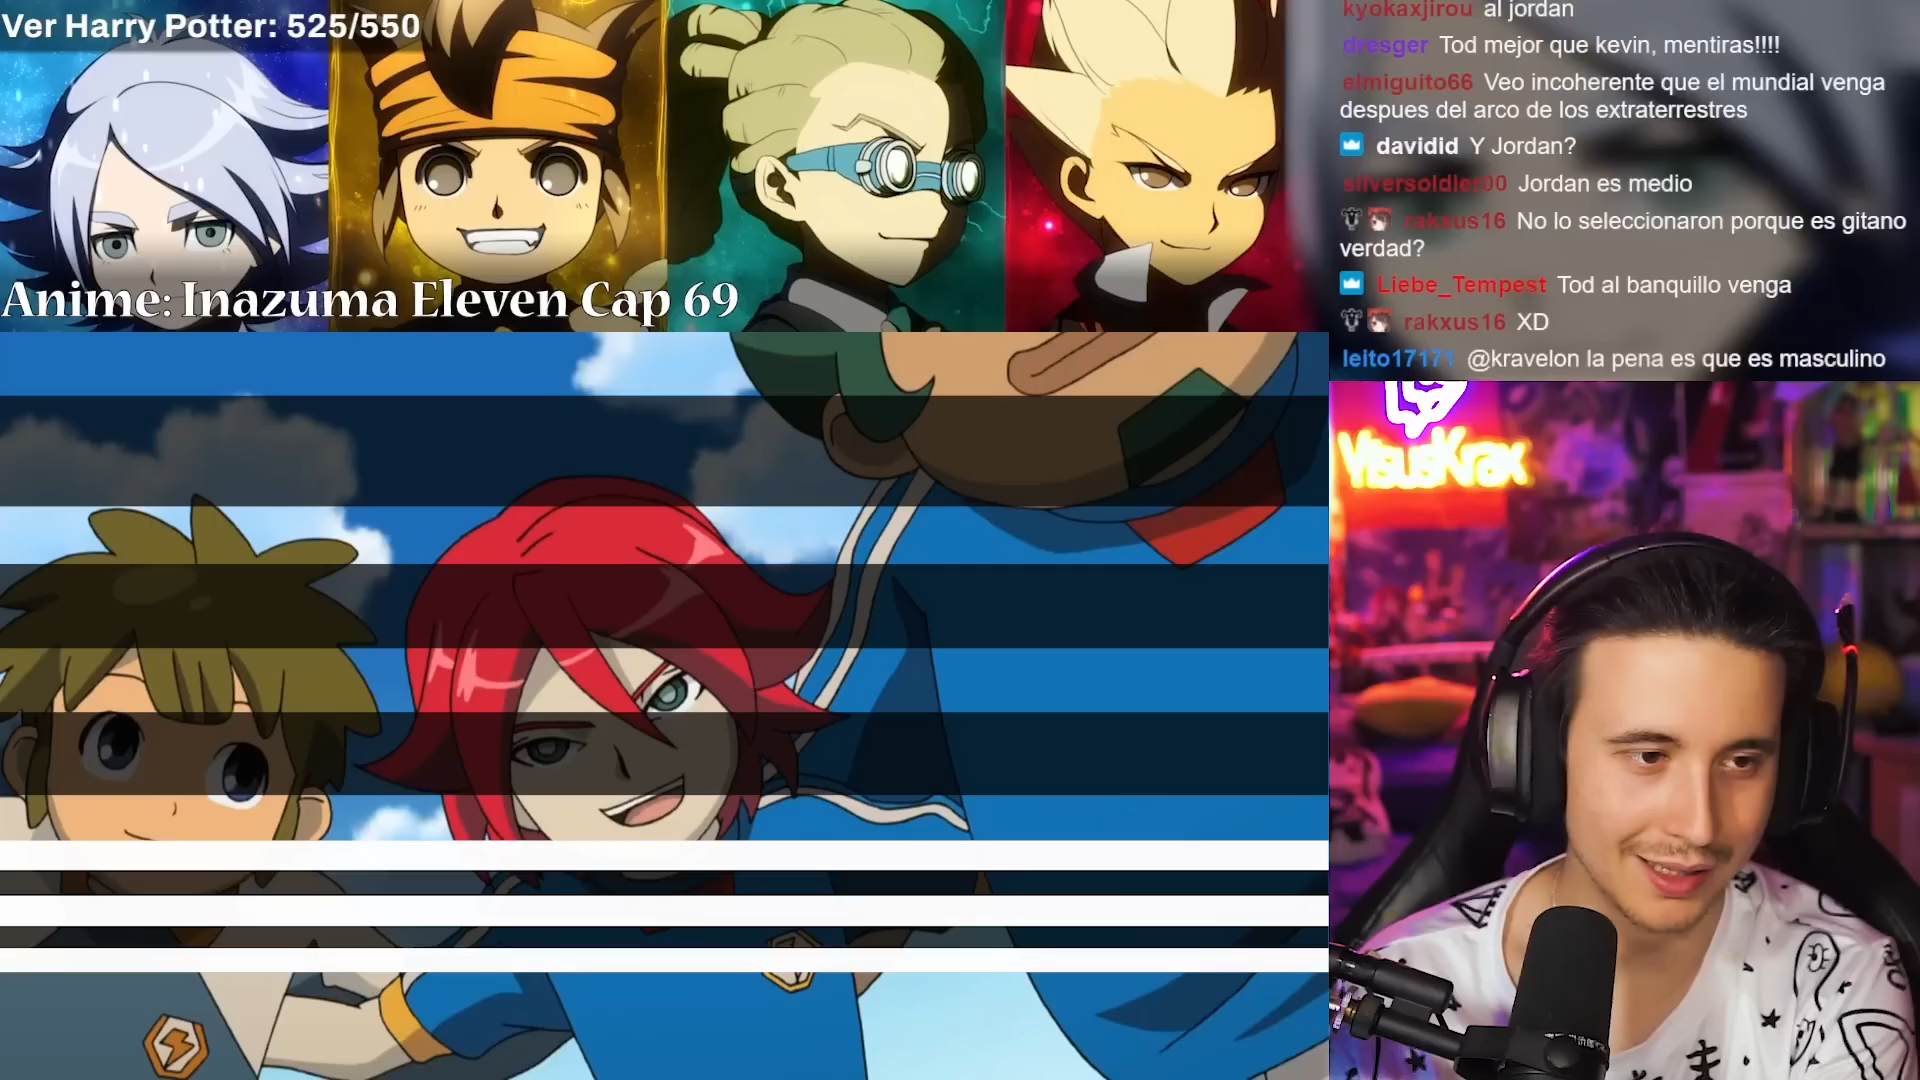 Ver Harry Potter: 525/550
Anime: Inazuma Eleven Cap 69
kyokaxjirou al jordan
dresger Tod mejor que kevin, mentiras!!!!
elmiguito66 Veo incoherente que el mundial venga
despues del arco de los extraterrestres
davidid Y Jordan?
silversoldier00 Jordan es medio
rakxus16 No lo seleccionaron porque es gitano
verdad?
Liebe_Tempest Tod al banquillo venga
rakxus16 XD
leito17171 @kravelon la pena es que es masculino
VisusKrax